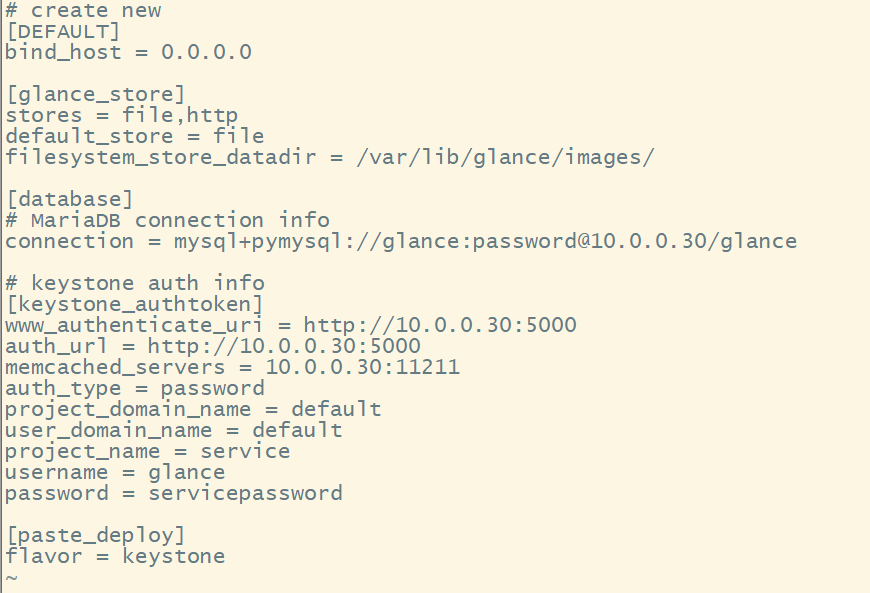 # create new
[DEFAULT]
bind_host = 0.0.0.0
[glance_store]
stores = file,http
default_store = file
filesystem_store_datadir = /var/lib/glance/images/
[database]
# MariaDB connection info
connection = mysql+pymysql://glance:password@10.0.0.30/glance
# keystone auth info
[keystone_authtoken]
www_authenticate_uri = http://10.0.0.30:5000
auth_url = http://10.0.0.30:5000
memcached_servers = 10.0.0.30:11211
auth_type = password
project_domain_name = default
user_domain_name = default
project_name = service
username = glance
password = servicepassword
[paste_deploy]
flavor = keystone
~